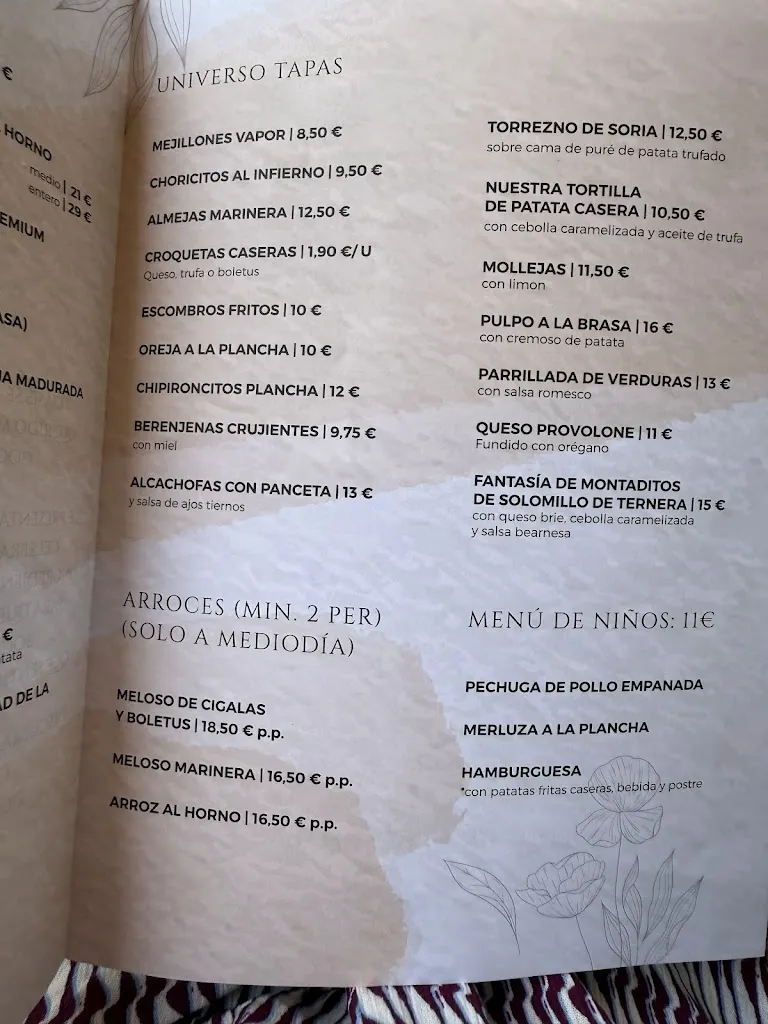 €
HORNO
medio | 21 €
entero | 29 €
EMIUM
ASA)
JA MADURADA
€
tata
AD DE LA
UNIVERSO TAPAS
MEJILLONES VAPOR | 8,50 €
CHORICITOS AL INFIERNO | 9,50 €
ALMEJAS MARINERA | 12,50 €
CROQUETAS CASERAS | 1,90 €/ U
Queso, trufa o boletus
ESCOMBROS FRITOS | 10 €
OREJA A LA PLANCHA | 10 €
CHIPIRONCITOS PLANCHA | 12 €
BERENJENAS CRUJIENTES | 9,75 €
con miel
ALCACHOFAS CON PANCETA | 13 €
y salsa de ajos tiernos
TORREZNO DE SORIA | 12,50 €
sobre cama de puré de patata trufado
NUESTRA TORTILLA
DE PATATA CASERA | 10,50 €
con cebolla caramelizada y aceite de trufa
MOLLEJAS | 11,50 €
con limon
PULPO A LA BRASA | 16 €
con cremoso de patata
PARRILLADA DE VERDURAS | 13 €
con salsa romesco
QUESO PROVOLONE | 11 €
Fundido con orégano
FANTASÍA DE MONTADITOS
DE SOLOMILLO DE TERNERA | 15 €
con queso brie, cebolla caramelizada
y salsa bearnesa
ARROCES (MIN. 2 PER)
(SOLO A MEDIODÍA)
MELOSO DE CIGALAS
Y BOLETUS | 18,50 € p.p.
MELOSO MARINERA | 16,50 € p.p.
ARROZ AL HORNO | 16,50 € p.p.
MENÚ DE NIÑOS: 11€
PECHUGA DE POLLO EMPANADA
MERLUZA A LA PLANCHA
HAMBURGUESA
*con patatas fritas caseras, bebida y postre